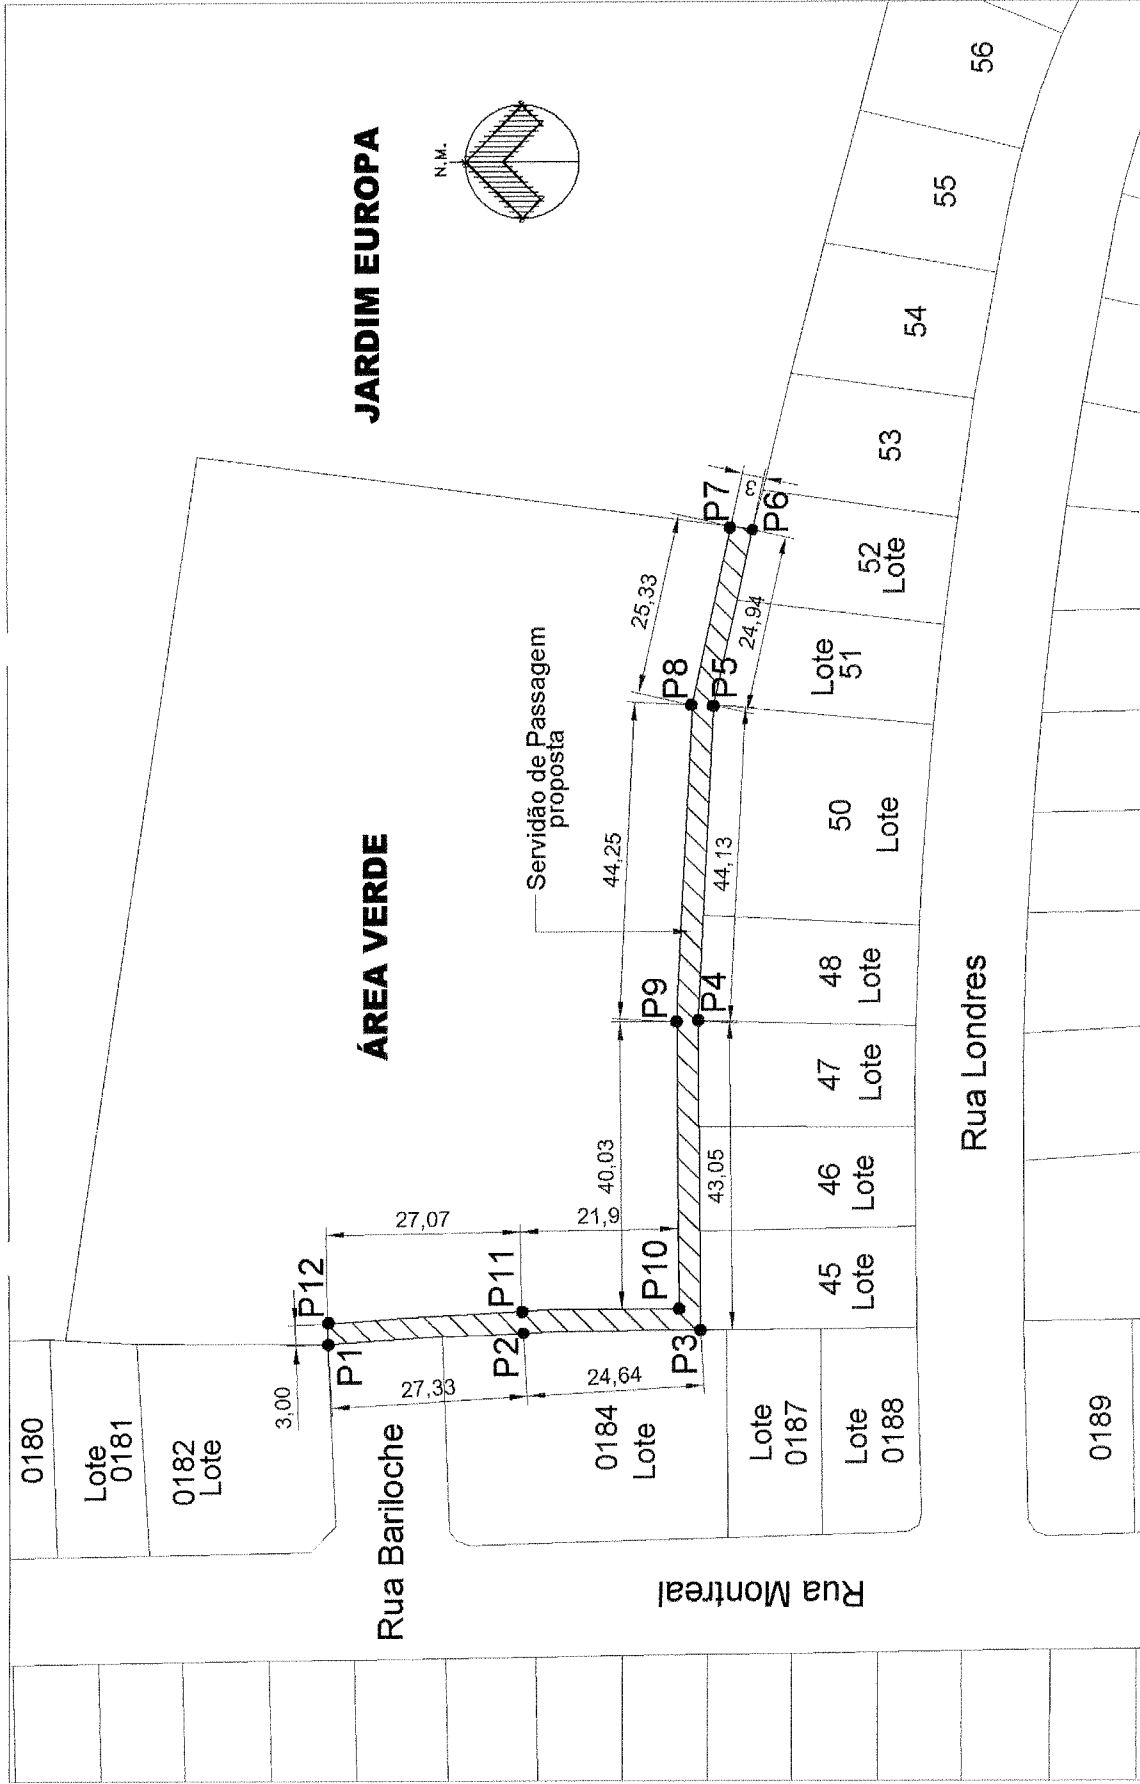 JARDIM EUROPA
N.M.
ÁREA VERDE
Servidão de Passagem
proposta
P12
P1
P11
P2
P10
P3
P9
P4
P8
P5
P7
P6
3,00
27,07
27,33
21,9
24,64
40,03
43,05
44,25
44,13
25,33
24,94
3
0180
Lote
0181
0182
Lote
Rua Bariloche
0184
Lote
Lote
0187
Lote
0188
0189
Rua Montreal
45
Lote
46
Lote
47
Lote
48
Lote
50
Lote
Lote
51
52
Lote
53
54
55
56
Rua Londres